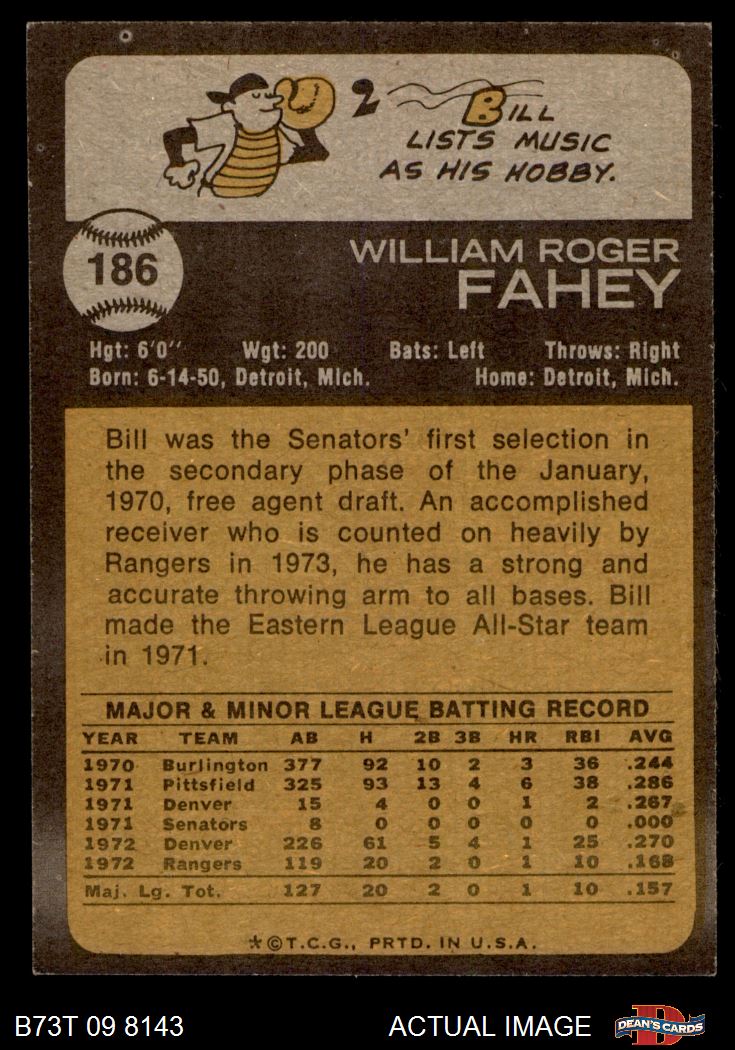 2 BILL
LISTS MUSIC
AS HIS HOBBY.
186
WILLIAM ROGER
FAHEY
Hgt: 6'0" Wgt: 200 Bats: Left Throws: Right
Born: 6-14-50, Detroit, Mich. Home: Detroit, Mich.
Bill was the Senators' first selection in
the secondary phase of the January,
1970, free agent draft. An accomplished
receiver who is counted on heavily by
Rangers in 1973, he has a strong and
accurate throwing arm to all bases. Bill
made the Eastern League All-Star team
in 1971.
MAJOR & MINOR LEAGUE BATTING RECORD
YEAR TEAM AB H 2B 3B HR RBI AVG
1970 Burlington 377 92 10 2 3 36 .244
1971 Pittsfield 325 93 13 4 6 38 .286
1971 Denver 15 4 0 0 1 2 .267
1971 Senators 8 0 0 0 0 0 .000
1972 Denver 226 61 5 4 1 25 .270
1972 Rangers 119 20 2 0 1 10 .168
Maj. Lg. Tot. 127 20 2 0 1 10 .157
*©T.C.G., PRTD. IN U.S.A.
B73T 09 8143 ACTUAL IMAGE D DEAN'S CARDS